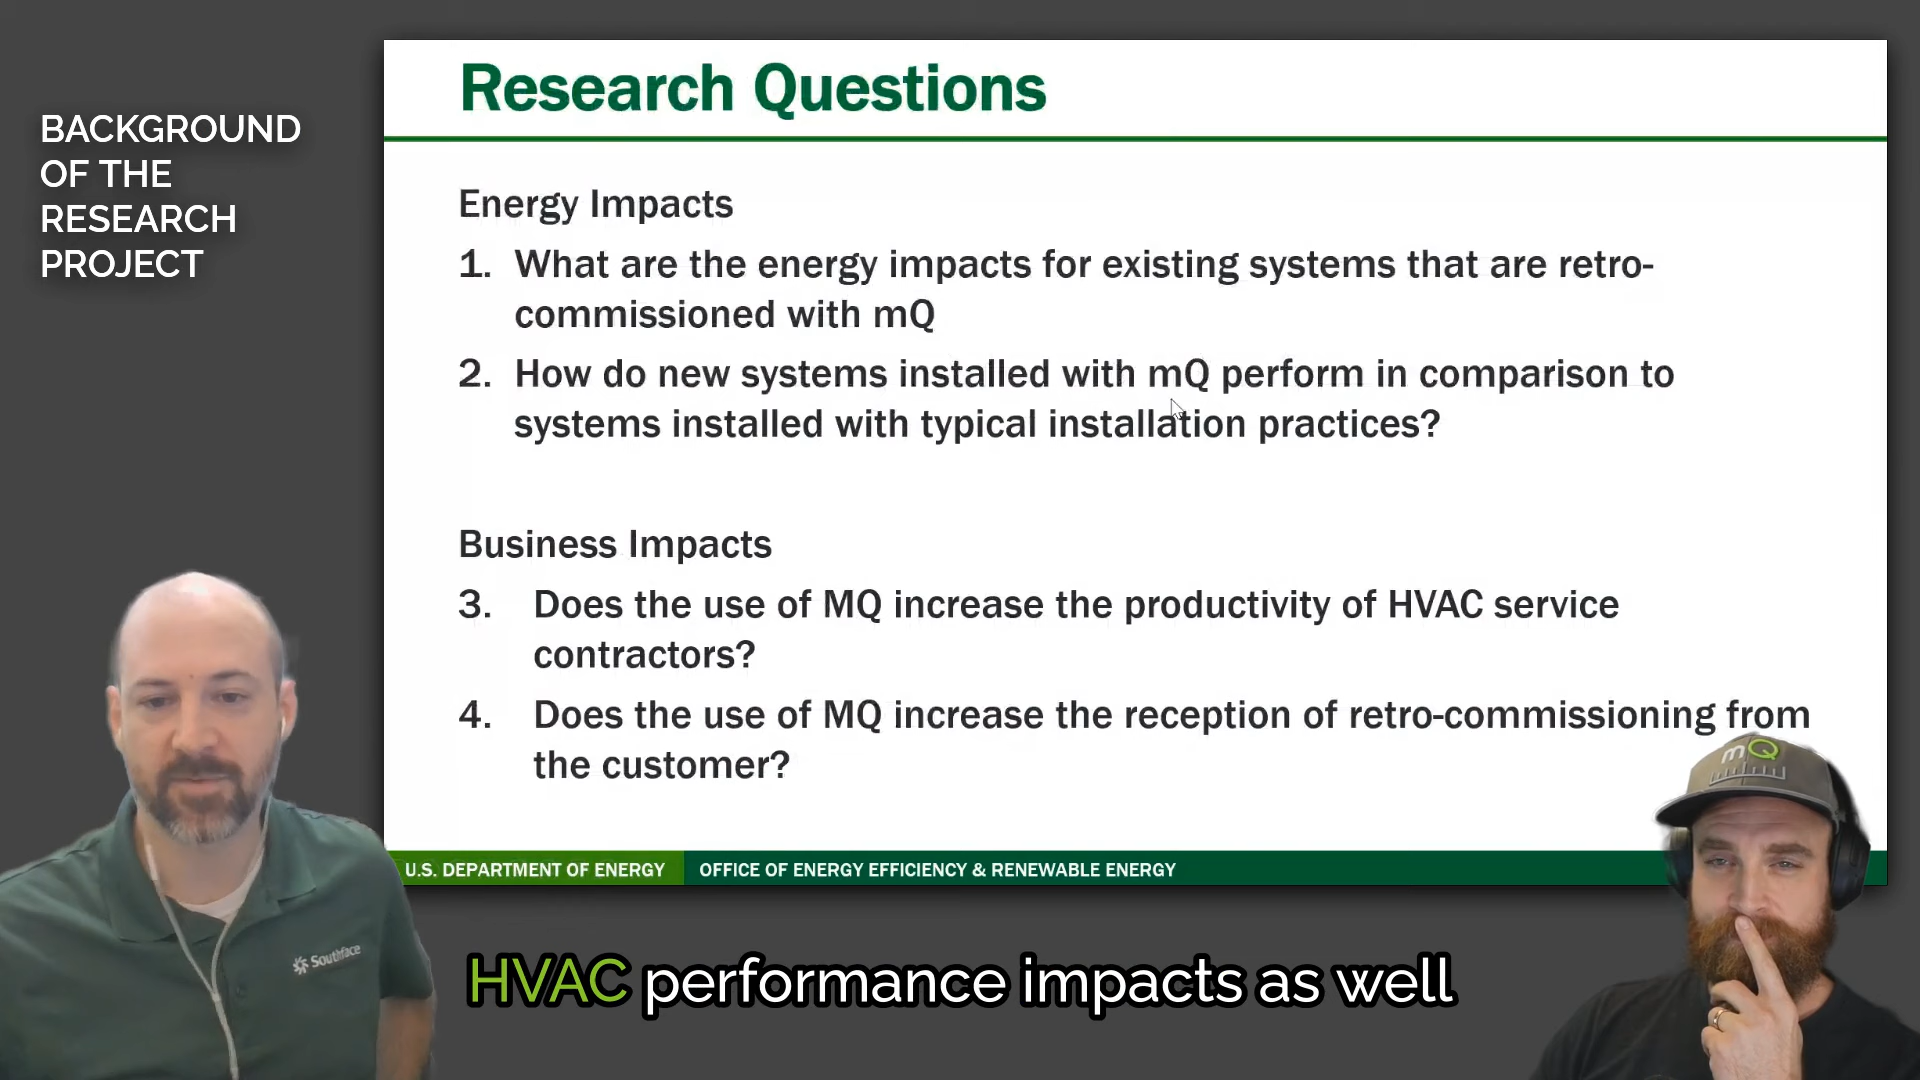 BACKGROUND
OF THE
RESEARCH
PROJECT
Research Questions
Energy Impacts
1. What are the energy impacts for existing systems that are retro-
commissioned with mQ
2. How do new systems installed with mQ perform in comparison to
systems installed with typical installation practices?
Business Impacts
3. Does the use of MQ increase the productivity of HVAC service
contractors?
4. Does the use of MQ increase the reception of retro-commissioning from
the customer?
mQ
Southface
U.S. DEPARTMENT OF ENERGY OFFICE OF ENERGY EFFICIENCY & RENEWABLE ENERGY
HVAC performance impacts as well